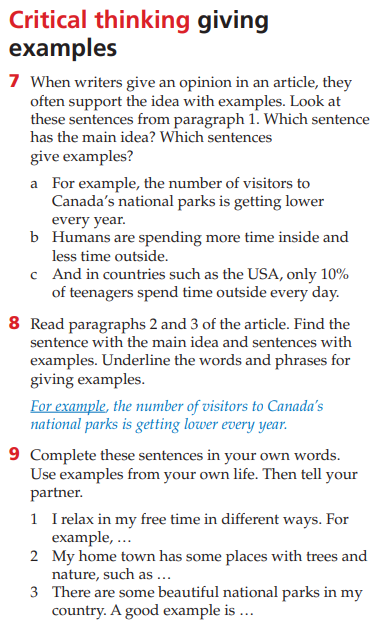 Critical thinking giving
examples
7 When writers give an opinion in an article, they
often support the idea with examples. Look at
these sentences from paragraph 1. Which sentence
has the main idea? Which sentences
give examples?
a For example, the number of visitors to
Canada's national parks is getting lower
every year.
b Humans are spending more time inside and
less time outside.
c And in countries such as the USA, only 10%
of teenagers spend time outside every day.
8 Read paragraphs 2 and 3 of the article. Find the
sentence with the main idea and sentences with
examples. Underline the words and phrases for
giving examples.
For example, the number of visitors to Canada's
national parks is getting lower every year.
9 Complete these sentences in your own words.
Use examples from your own life. Then tell your
partner.
1 I relax in my free time in different ways. For
example, …
2 My home town has some places with trees and
nature, such as …
3 There are some beautiful national parks in my
country. A good example is …